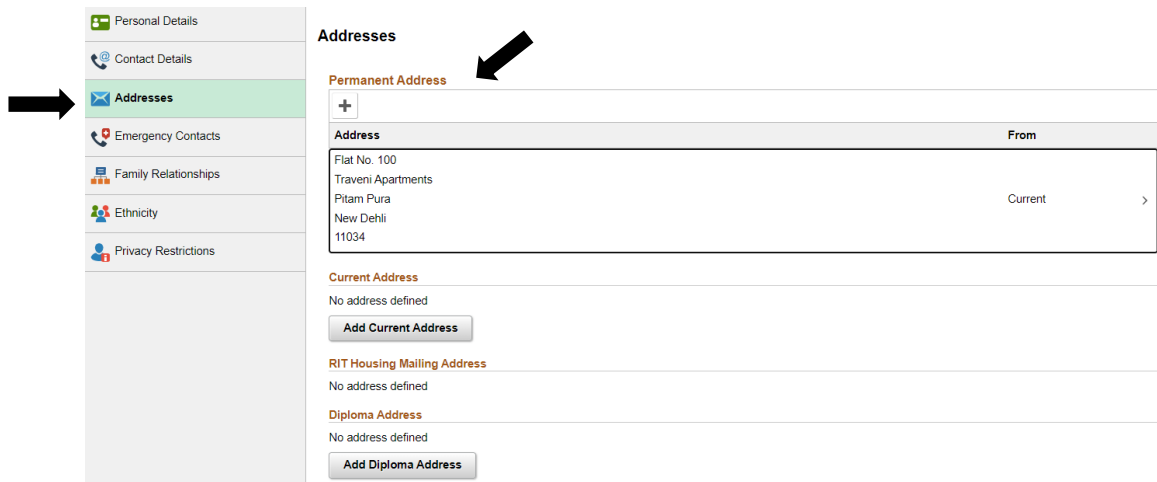 Personal Details
Contact Details
Addresses
Emergency Contacts
Family Relationships
Ethnicity
Privacy Restrictions
Addresses
Permanent Address
+
Address From
Flat No. 100
Traveni Apartments
Pitam Pura Current >
New Dehli
11034
Current Address
No address defined
Add Current Address
RIT Housing Mailing Address
No address defined
Diploma Address
No address defined
Add Diploma Address